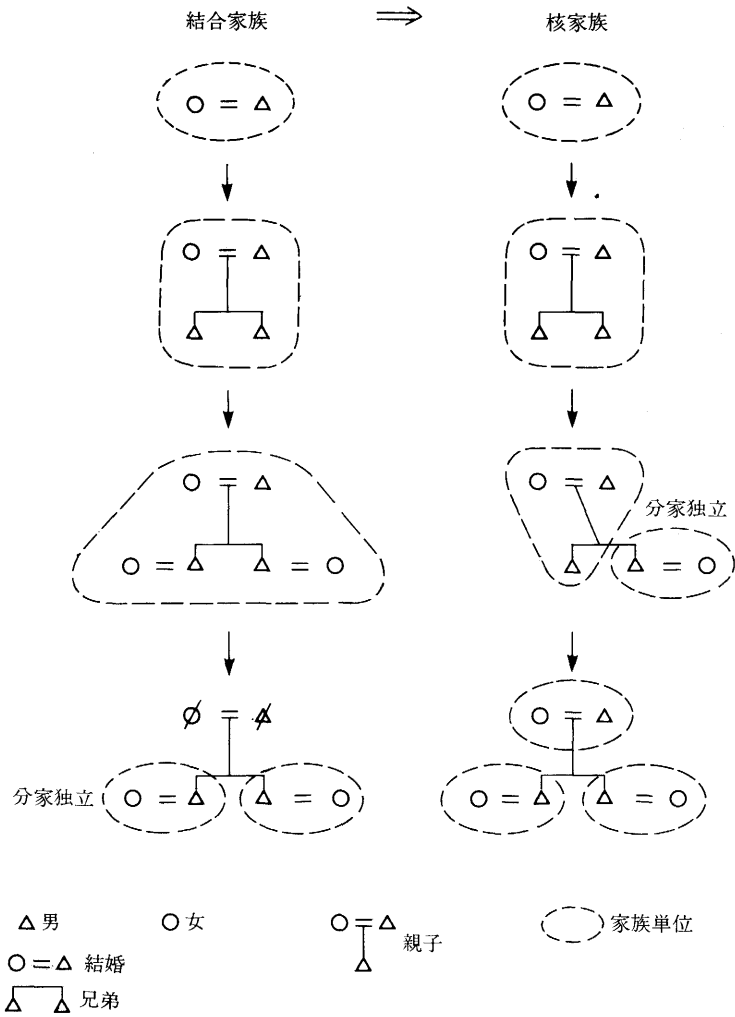 結合家族 ⇒ 核家族
分家独立
分家独立
△ 男 ○ 女 ○=△ 親子 家族単位
○=△ 結婚
兄弟